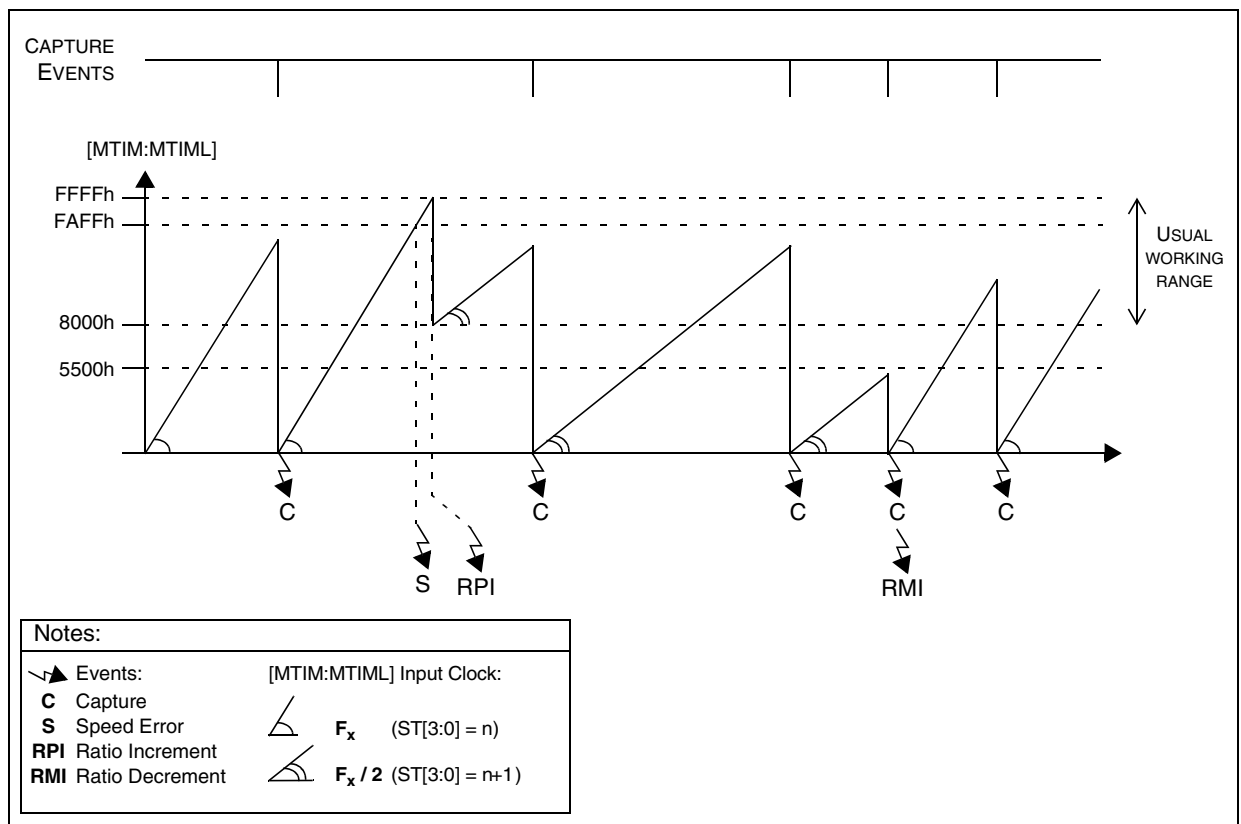 CAPTURE
EVENTS
[MTIM:MTIML]
FFFFh
FAFFh
8000h
5500h
USUAL
WORKING
RANGE
C C C C C
S RPI RMI
Notes:
Events: [MTIM:MTIML] Input Clock:
C Capture
S Speed Error
RPI Ratio Increment
RMI Ratio Decrement
Fx (ST[3:0] = n)
Fx / 2 (ST[3:0] = n+1)